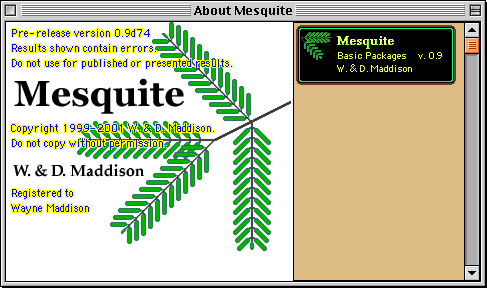 About Mesquite
Pre-release version 0.9d74
Results shown contain errors.
Do not use for published or presented results.
Mesquite
Copyright 1999-2001 W. & D. Maddison.
Do not copy without permission.
W. & D. Maddison
Registered to
Wayne Maddison
Mesquite
Basic Packages v. 0.9
W. & D. Maddison